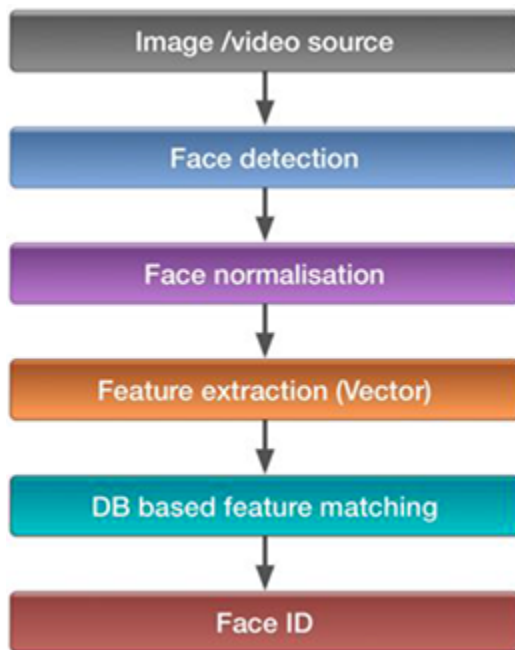 Image /video source
Face detection
Face normalisation
Feature extraction (Vector)
DB based feature matching
Face ID